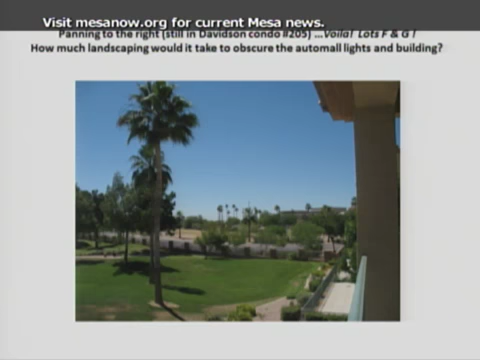 Visit mesanow.org for current Mesa news.
Panning to the right (still in Davidson condo #205) ...Voila! Lots F & G !
How much landscaping would it take to obscure the automall lights and building?